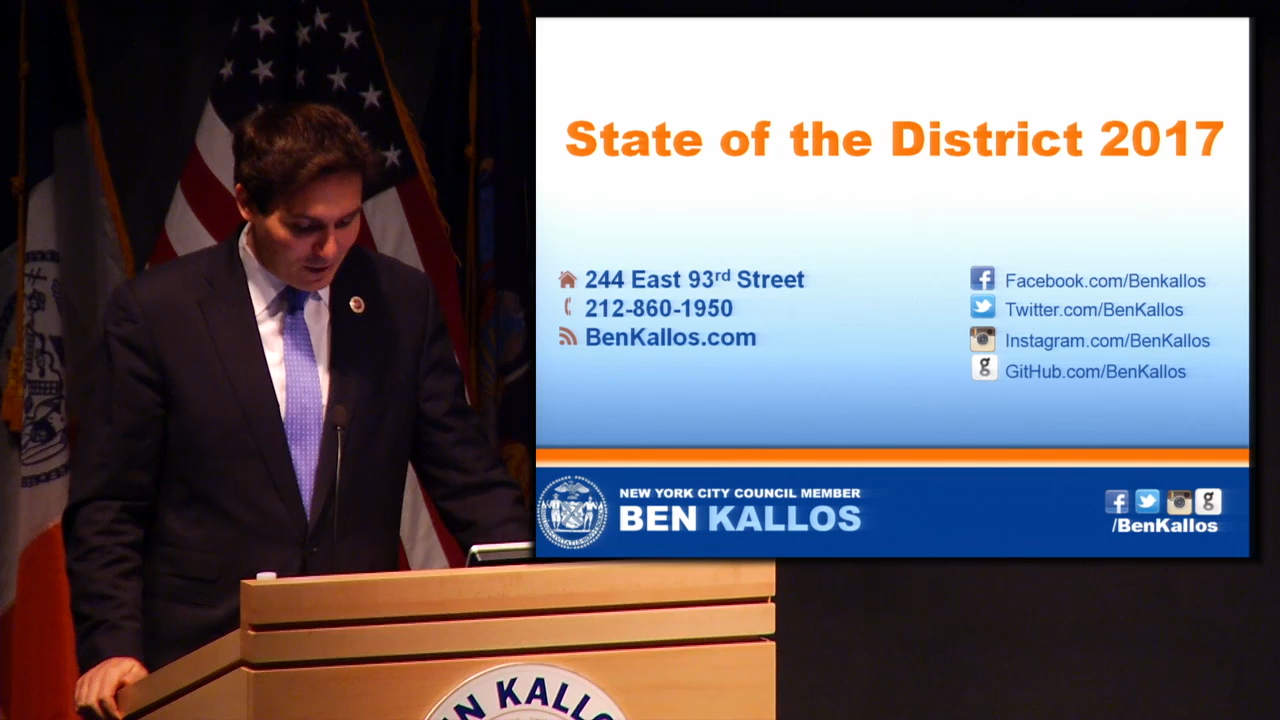 State of the District 2017
244 East 93rd Street
212-860-1950
BenKallos.com
Facebook.com/Benkallos
Twitter.com/BenKallos
Instagram.com/BenKallos
GitHub.com/BenKallos
NEW YORK CITY COUNCIL MEMBER
BEN KALLOS
/BenKallos
N KALLO